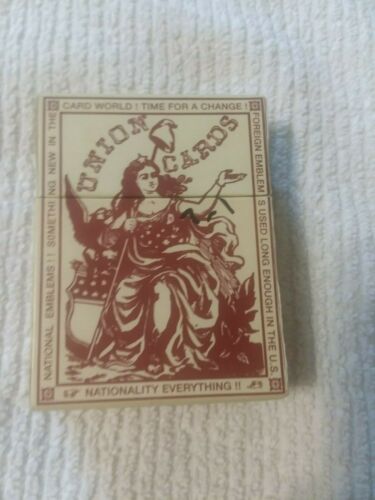 NATIONAL EMBLEMS !! SOMETHING NEW IN THE
CARD WORLD ! TIME FOR A CHANGE !
FOREIGN EMBLEMS USED LONG ENOUGH IN THE U.S.
NATIONALITY EVERYTHING !!
UNION
CARDS